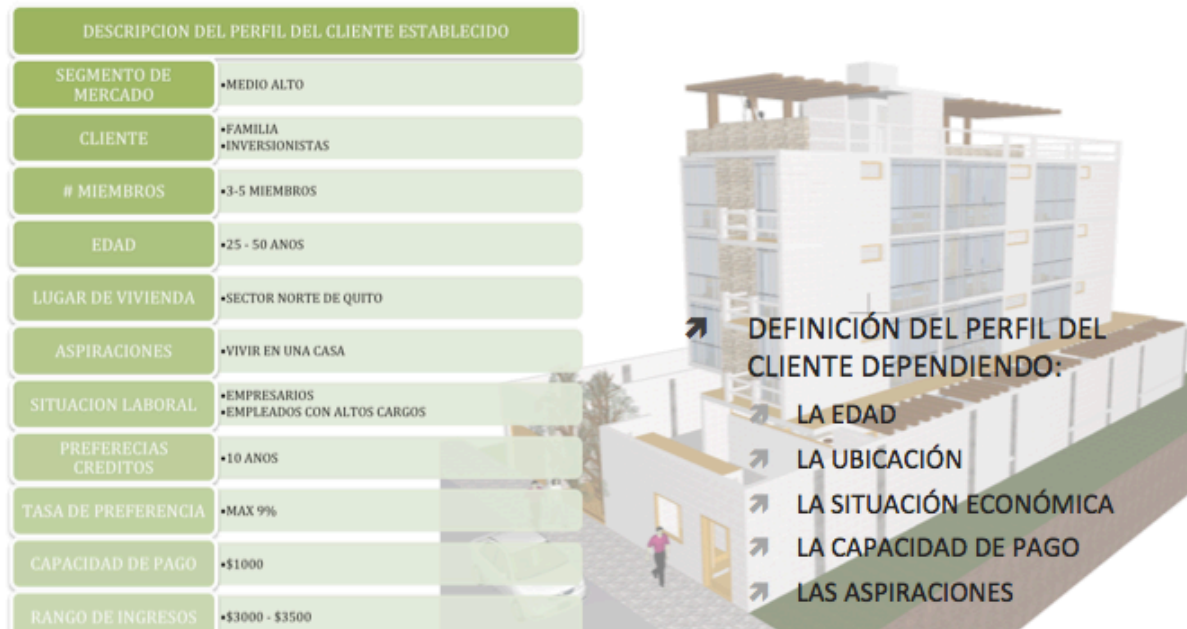 DESCRIPCION DEL PERFIL DEL CLIENTE ESTABLECIDO
SEGMENTO DE
MERCADO
•MEDIO ALTO
CLIENTE
•FAMILIA
•INVERSIONISTAS
# MIEMBROS
•3-5 MIEMBROS
EDAD
•25 - 50 ANOS
LUGAR DE VIVIENDA
•SECTOR NORTE DE QUITO
ASPIRACIONES
•VIVIR EN UNA CASA
SITUACION LABORAL
•EMPRESARIOS
•EMPLEADOS CON ALTOS CARGOS
PREFERECIAS
CREDITOS
•10 ANOS
TASA DE PREFERENCIA
•MAX 9%
CAPACIDAD DE PAGO
•$1000
RANGO DE INGRESOS
•$3000 - $3500
DEFINICIÓN DEL PERFIL DEL
CLIENTE DEPENDIENDO:
LA EDAD
LA UBICACIÓN
LA SITUACIÓN ECONÓMICA
LA CAPACIDAD DE PAGO
LAS ASPIRACIONES